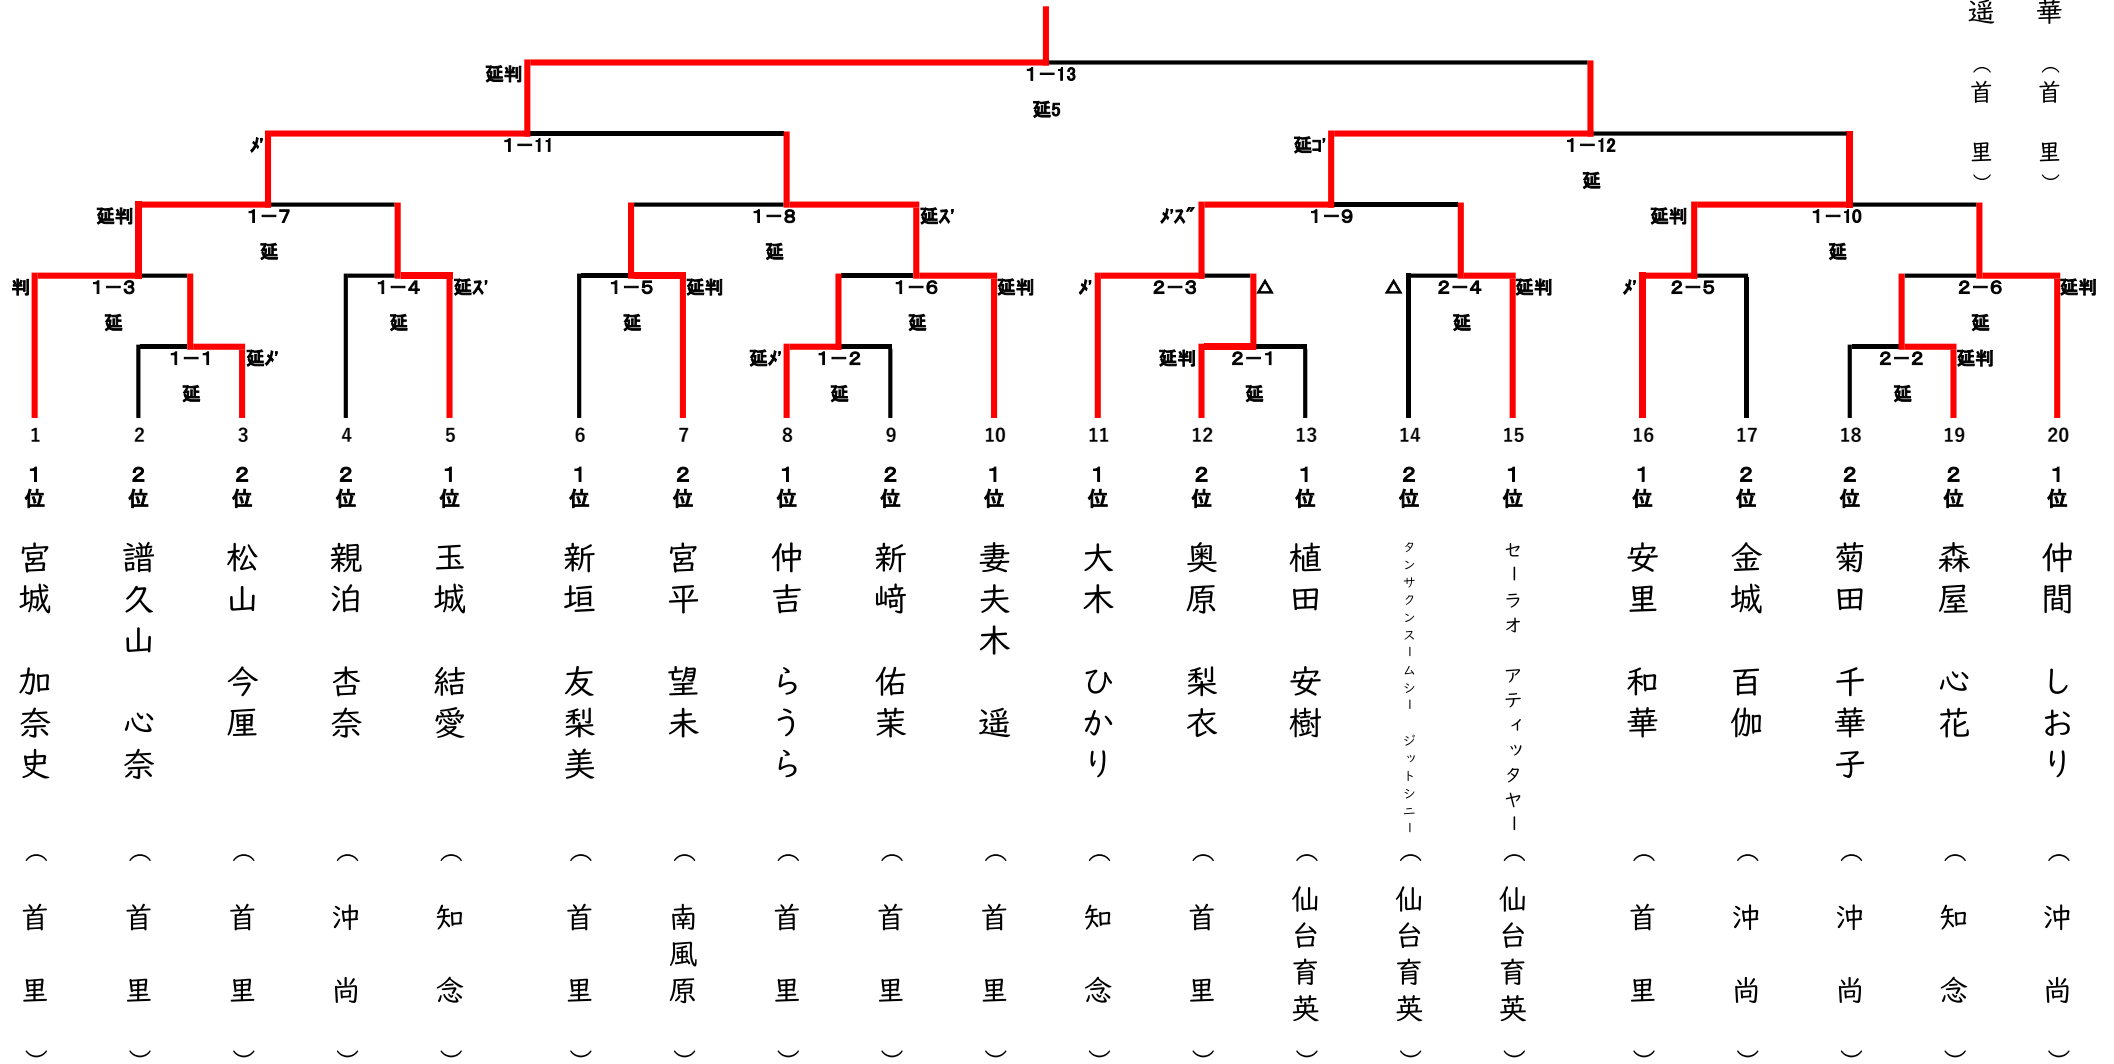 遥 （首 里）
華 （首 里）
延判
1－13
延5
ﾒ'
1－11
延ｺ'
1－12
延
延判
1－7
延
1－8
延ｽ'
延
ﾒ'ｽ"
1－9
延判
1－10
延
判
1－3
延
1－4
延ｽ'
延
1－5
延判
延
1－6
延判
延
ﾒ'
2－3
△
△
2－4
延判
延
ﾒ'
2－5
2－6
延判
延
1－1
延ﾒ'
延
延ﾒ'
1－2
延
延判
2－1
延
2－2
延判
延
1 1位 宮城 加奈史 （首里）
2 2位 譜久山 心奈 （首里）
3 2位 松山 今厘 （首里）
4 2位 親泊 杏奈 （沖尚）
5 1位 玉城 結愛 （知念）
6 1位 新垣 友梨美 （首里）
7 2位 宮平 望未 （南風原）
8 1位 仲吉 らうら （首里）
9 2位 新﨑 佑茉 （首里）
10 1位 妻夫木 遥 （首里）
11 1位 大木 ひかり （知念）
12 2位 奥原 梨衣 （首里）
13 1位 植田 安樹 （仙台育英）
14 2位 タンサクンスームシー ジットシニー （仙台育英）
15 1位 セーラオ アティッタヤー （仙台育英）
16 1位 安里 和華 （首里）
17 2位 金城 百伽 （沖尚）
18 2位 菊田 千華子 （沖尚）
19 2位 森屋 心花 （知念）
20 1位 仲間 しおり （沖尚）